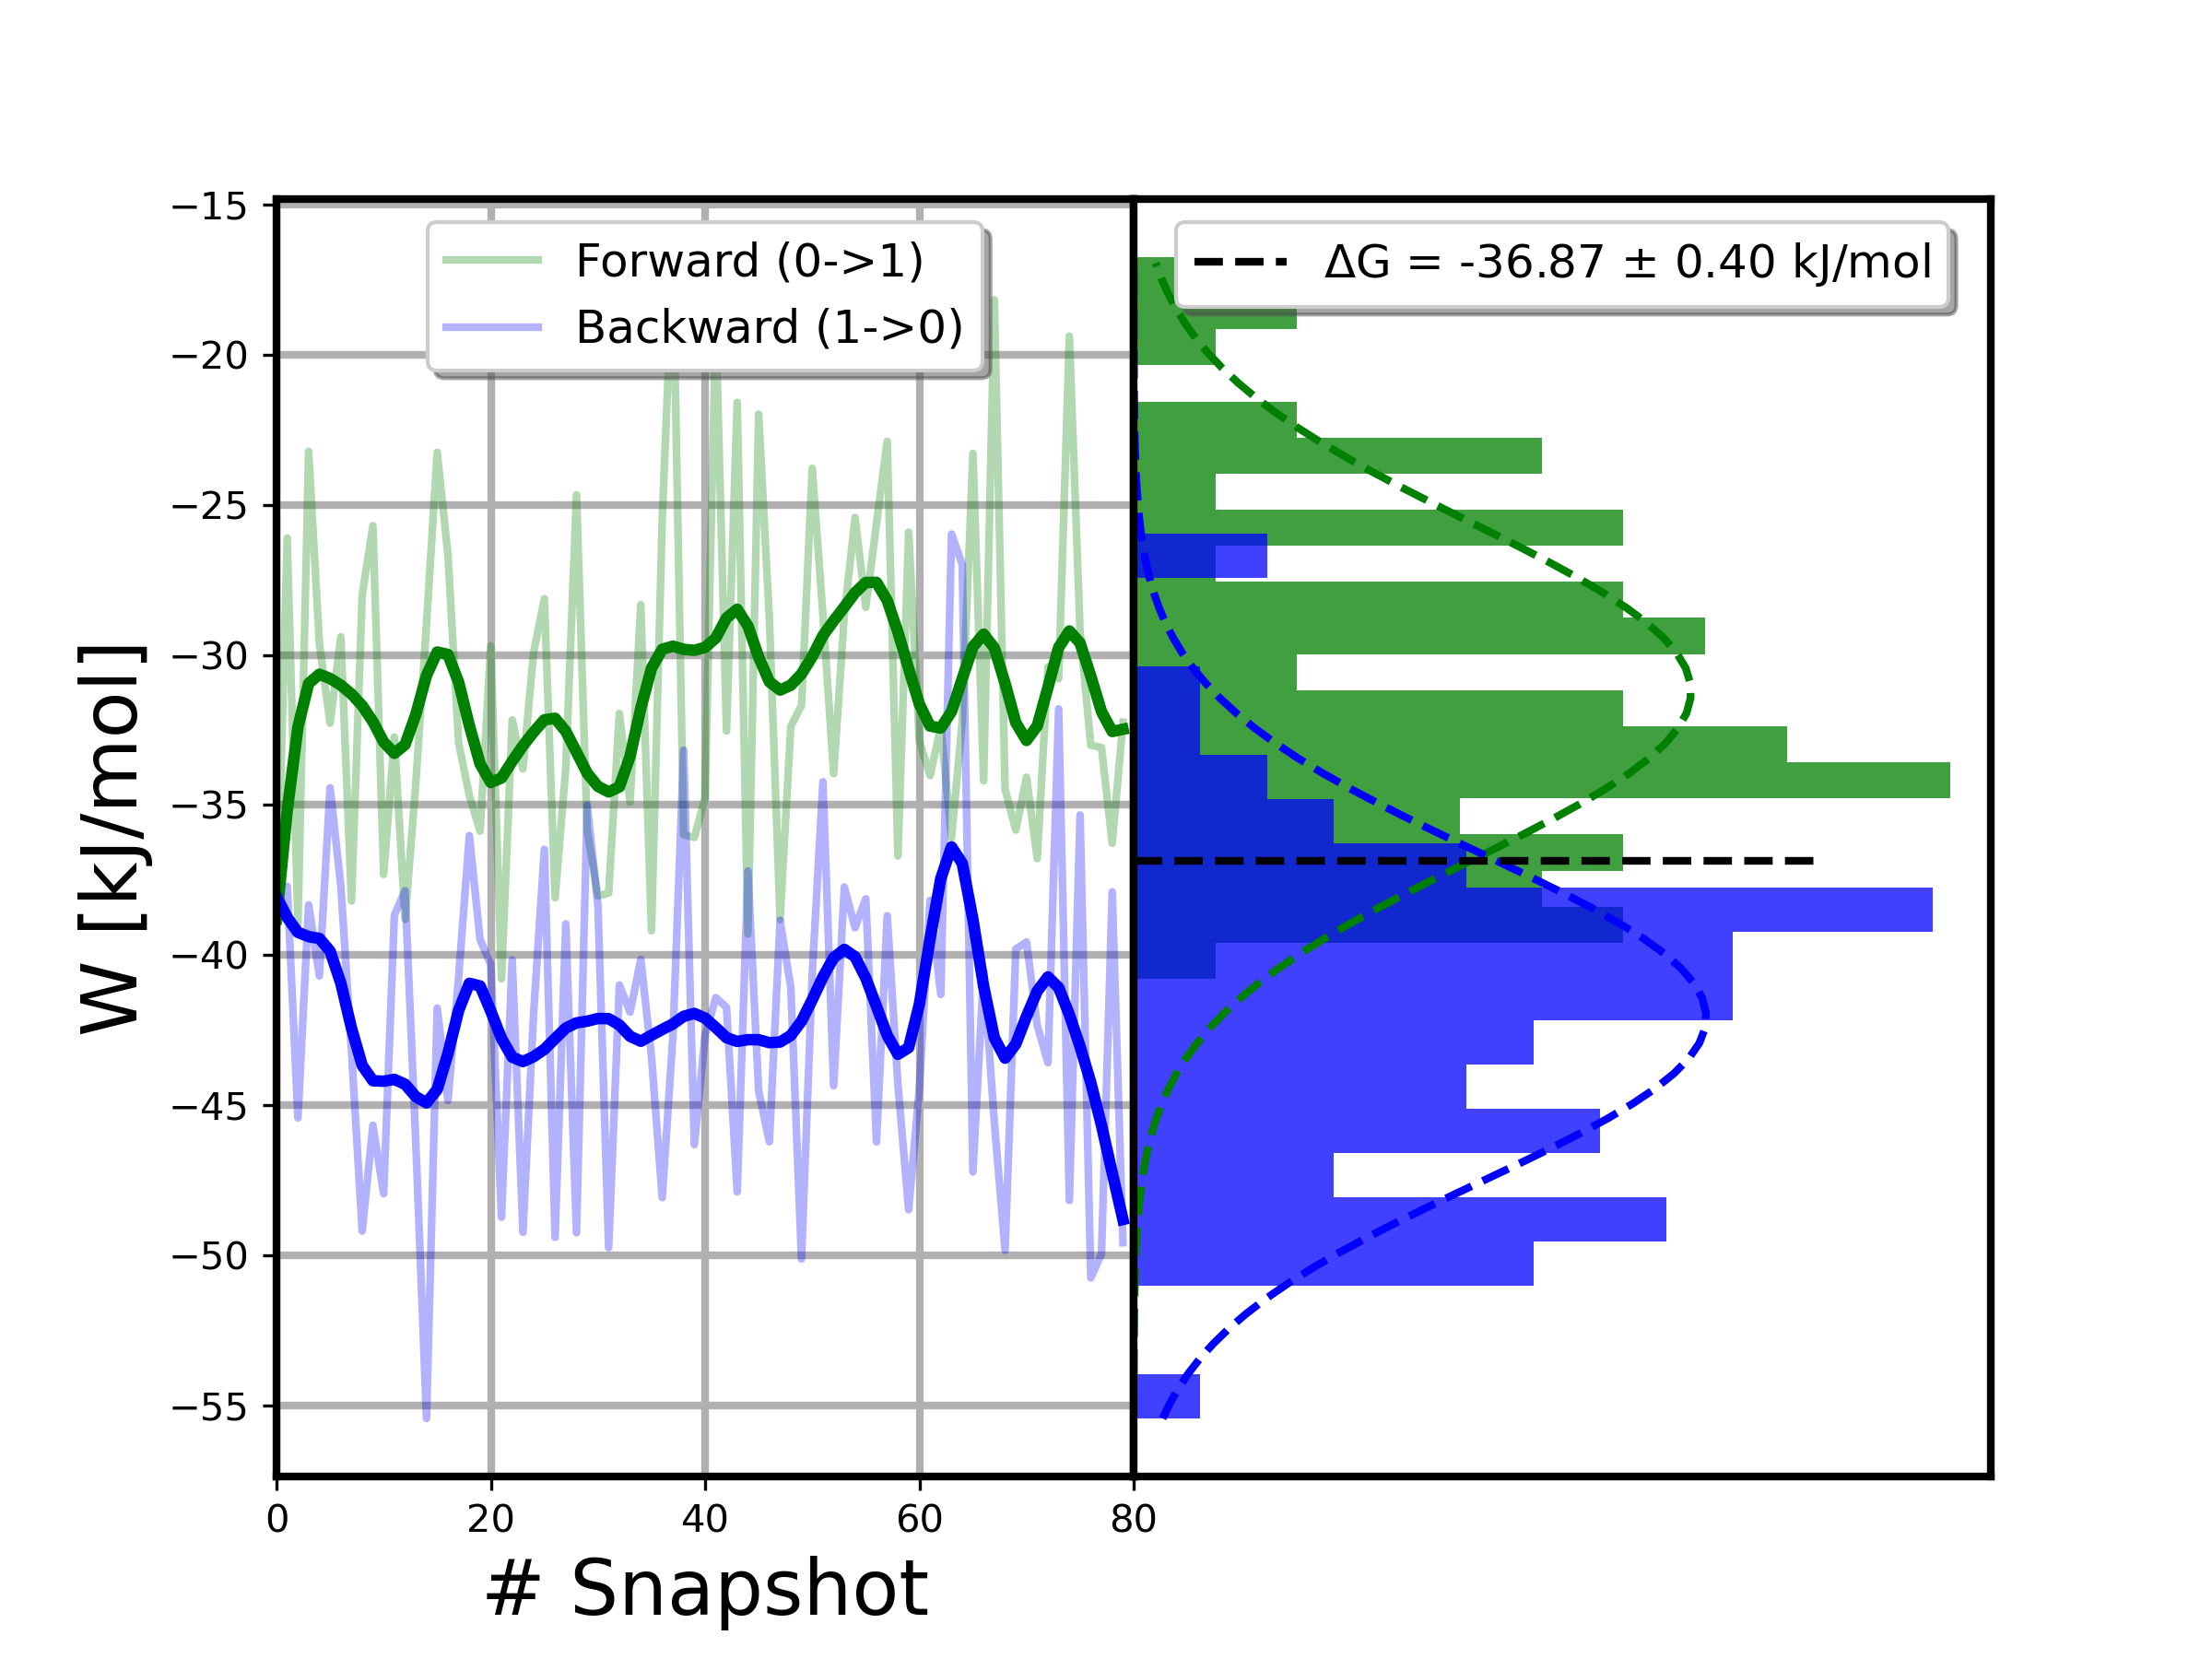 Forward (0->1)
Backward (1->0)
ΔG = -36.87 ± 0.40 kJ/mol
W [kJ/mol]
−15
−20
−25
−30
−35
−40
−45
−50
−55
0 20 40 60 80
# Snapshot